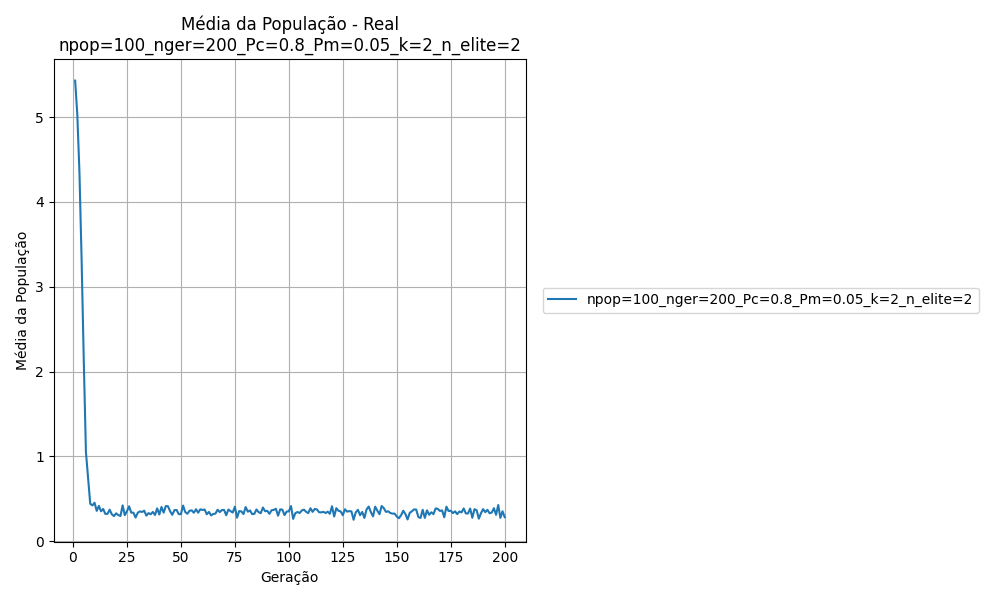 Média da População - Real
npop=100_nger=200_Pc=0.8_Pm=0.05_k=2_n_elite=2
5
4
3
2
1
0
Média da População
0 25 50 75 100 125 150 175 200
Geração
npop=100_nger=200_Pc=0.8_Pm=0.05_k=2_n_elite=2